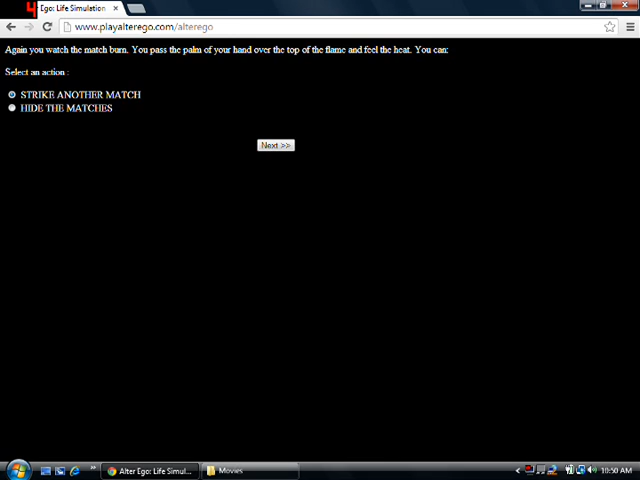 Ego: Life Simulation
www.playalterego.com/alterego
Again you watch the match burn. You pass the palm of your hand over the top of the flame and feel the heat. You can:
Select an action :
STRIKE ANOTHER MATCH
HIDE THE MATCHES
Next >>
Alter Ego: Life Simul...
Movies
10:50 AM